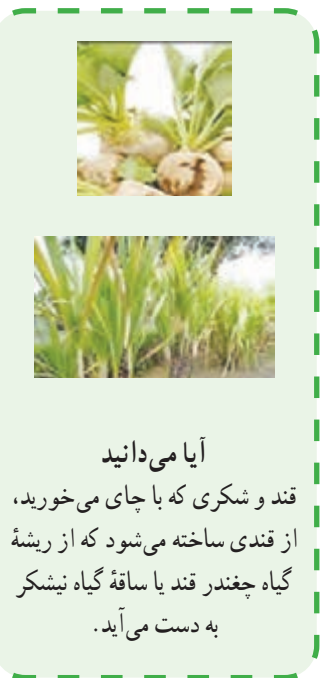 آیا می‌دانید
قند و شکری که با چای می‌خورید،
از قندی ساخته می‌شود که از ریشهٔ
گیاه چغندر قند یا ساقهٔ گیاه نیشکر
به دست می‌آید.